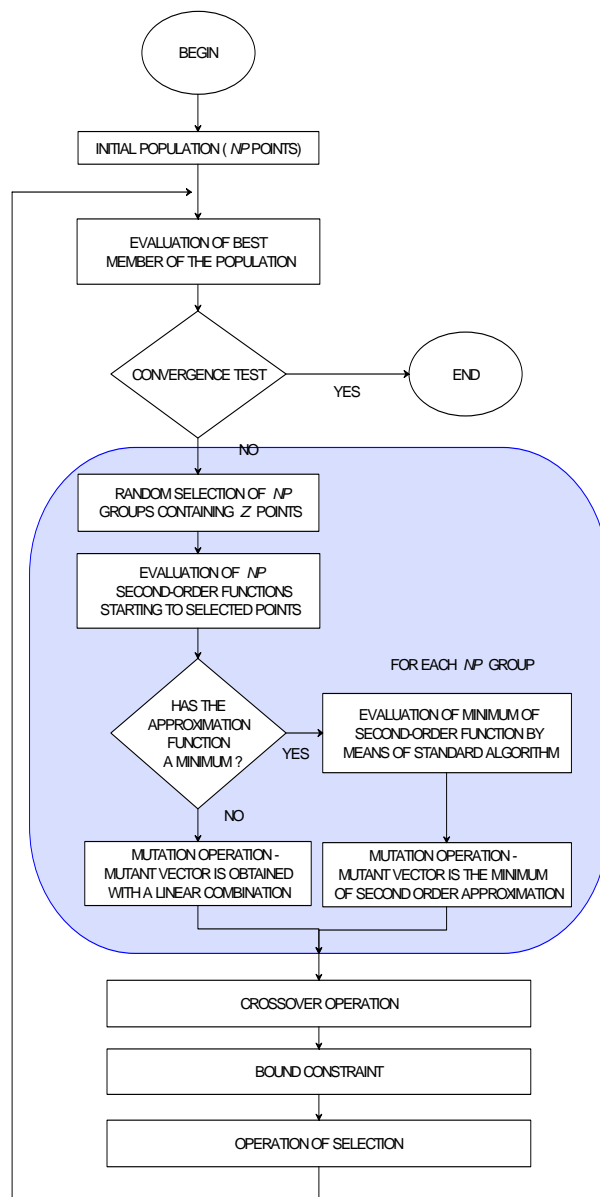 BEGIN
INITIAL POPULATION ( NP POINTS)
EVALUATION OF BEST
MEMBER OF THE POPULATION
CONVERGENCE TEST
YES
END
NO
RANDOM SELECTION OF NP
GROUPS CONTAINING Z POINTS
EVALUATION OF NP
SECOND-ORDER FUNCTIONS
STARTING TO SELECTED POINTS
FOR EACH NP GROUP
HAS THE
APPROXIMATION
FUNCTION
A MINIMUM ?
YES
EVALUATION OF MINIMUM OF
SECOND-ORDER FUNCTION BY
MEANS OF STANDARD ALGORITHM
NO
MUTATION OPERATION -
MUTANT VECTOR IS OBTAINED
WITH A LINEAR COMBINATION
MUTATION OPERATION -
MUTANT VECTOR IS THE MINIMUM
OF SECOND ORDER APPROXIMATION
CROSSOVER OPERATION
BOUND CONSTRAINT
OPERATION OF SELECTION